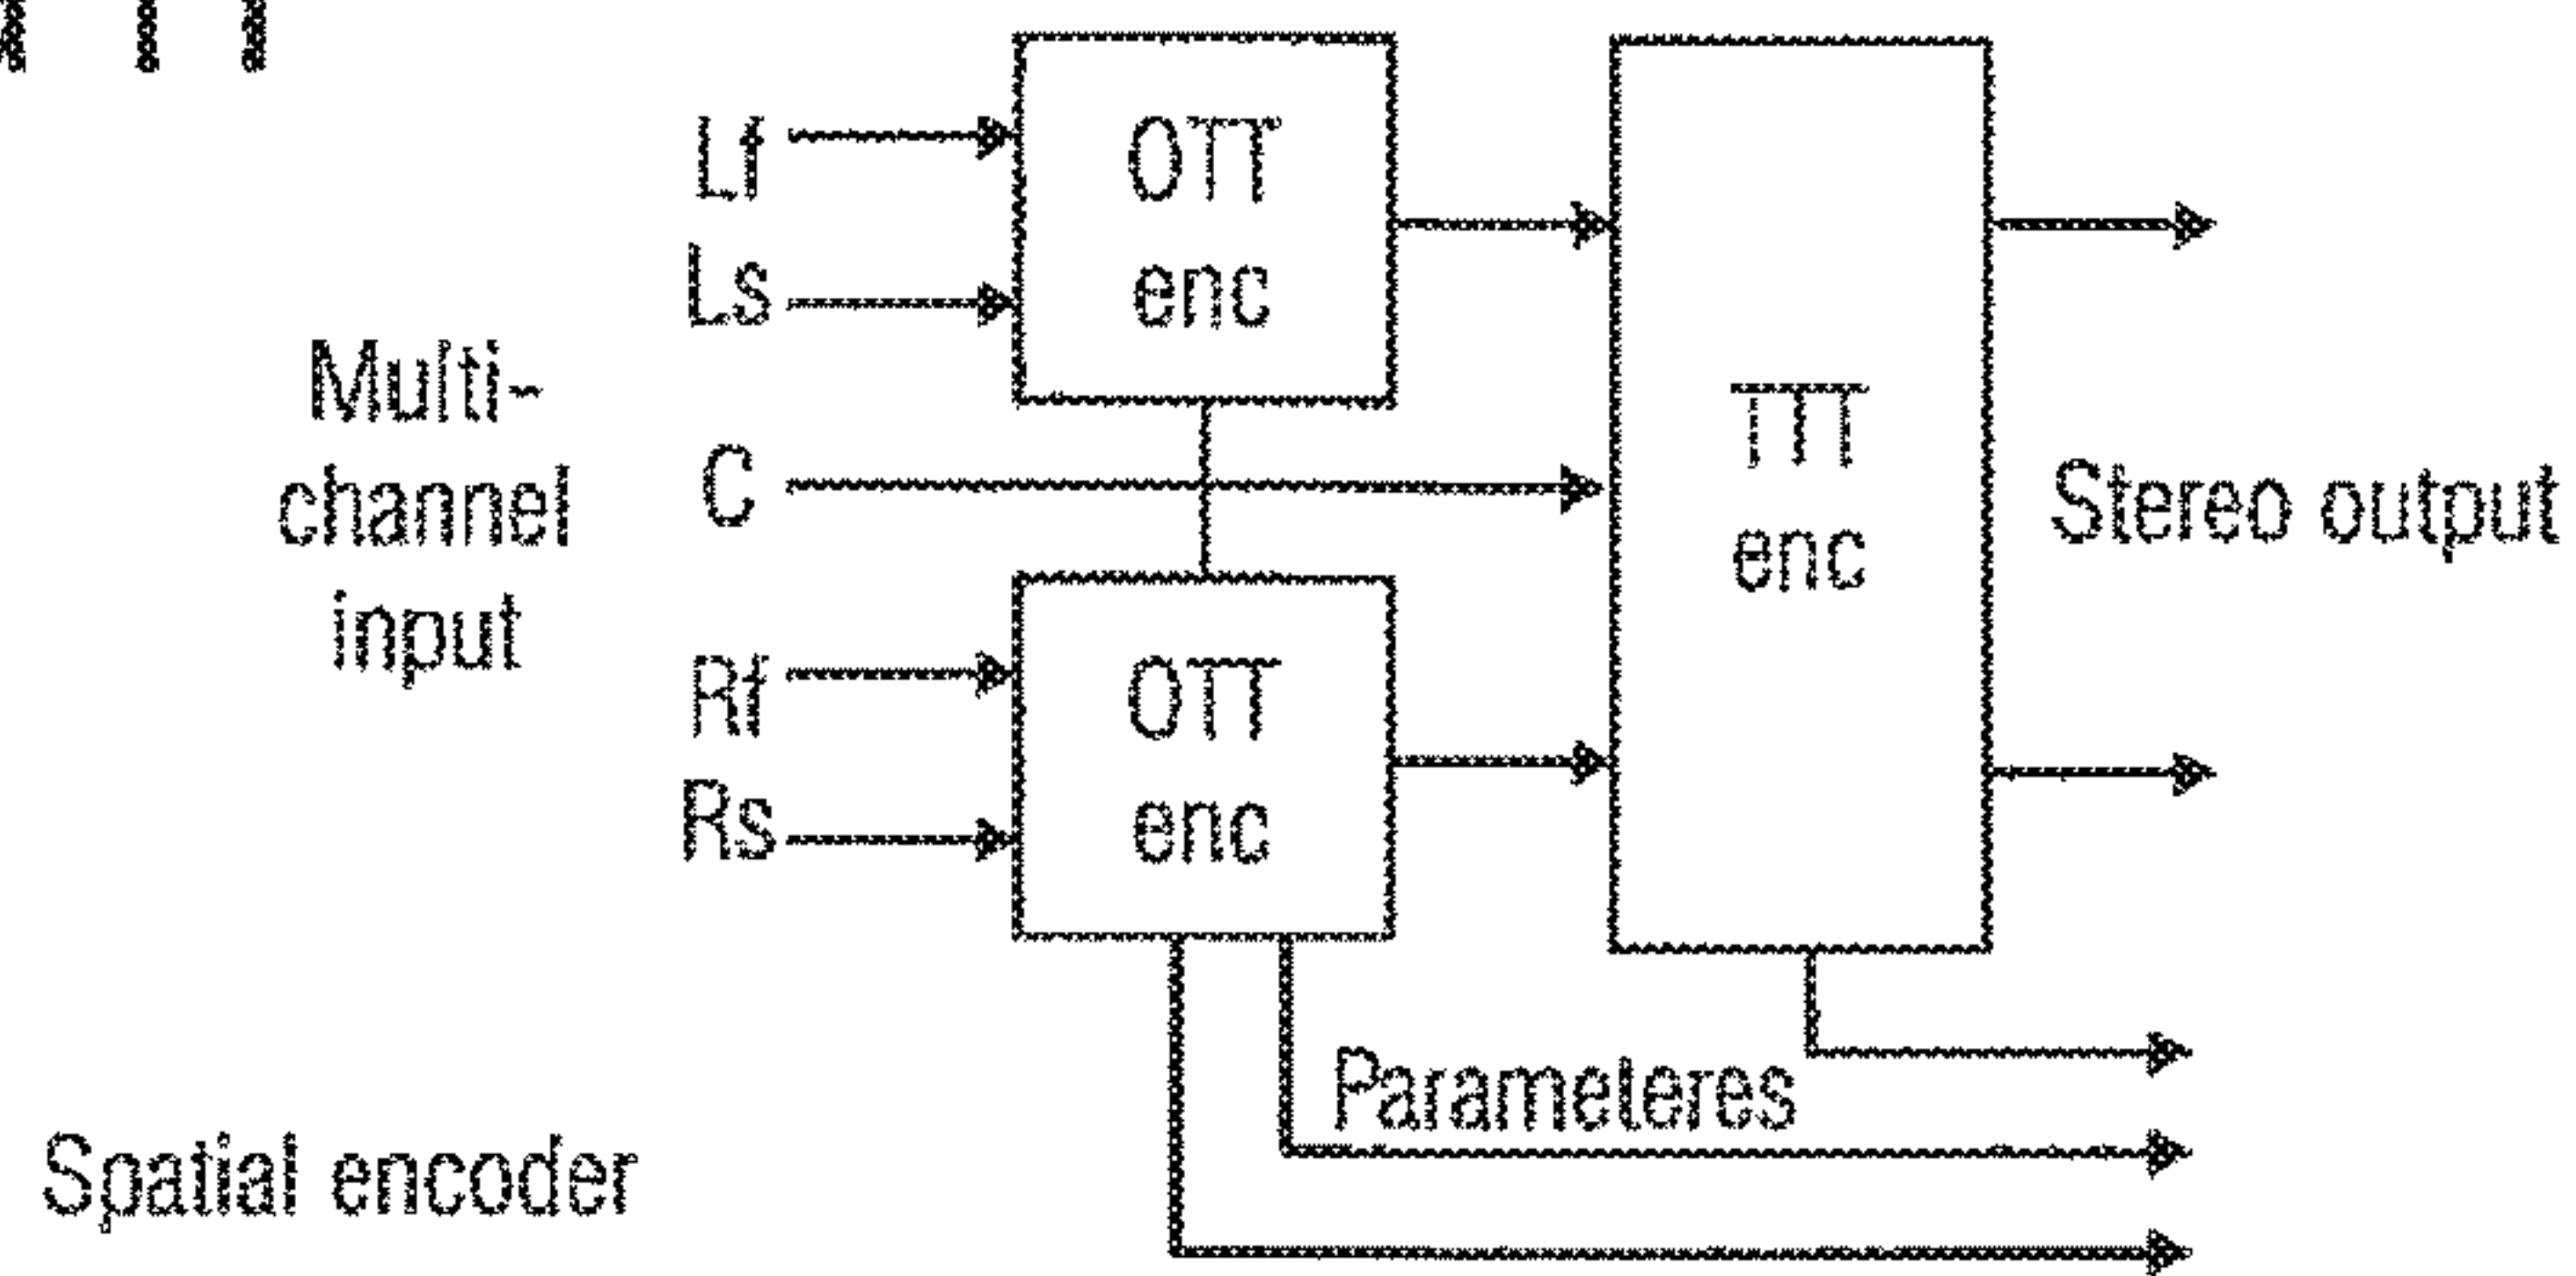 Lf
OTT
enc
Ls
Multi-
channel
input
C
TTT
enc
Stereo output
Rf
OTT
enc
Rs
Parameteres
Spatial encoder